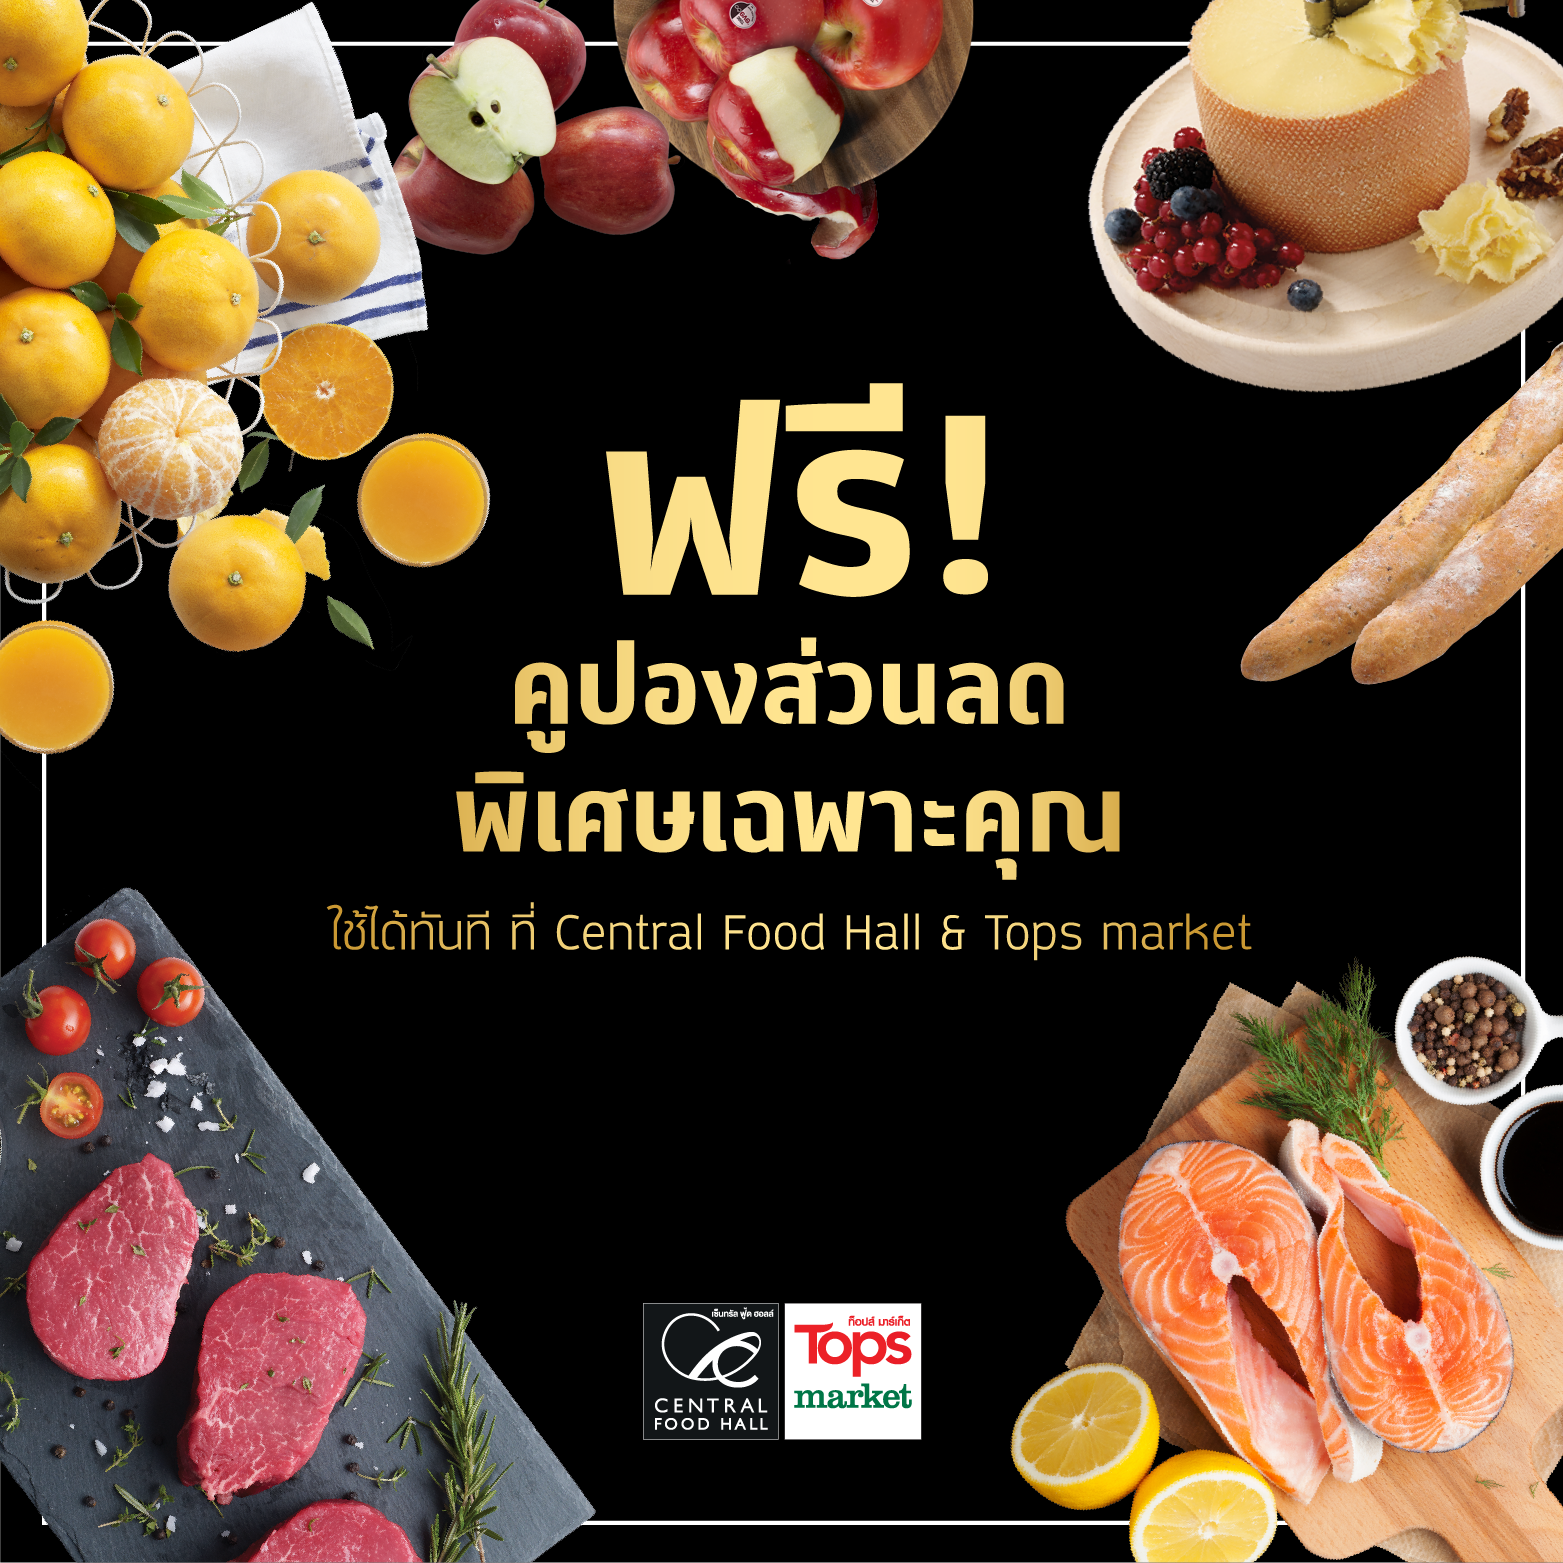 ฟรี!
คูปองส่วนลด
พิเศษเฉพาะคุณ
ใช้ได้ทันที ที่ Central Food Hall & Tops market
เซ็นทรัล ฟู้ด ฮอลล์
CENTRAL
FOOD HALL
ท็อปส์ มาร์เก็ต
Tops
market